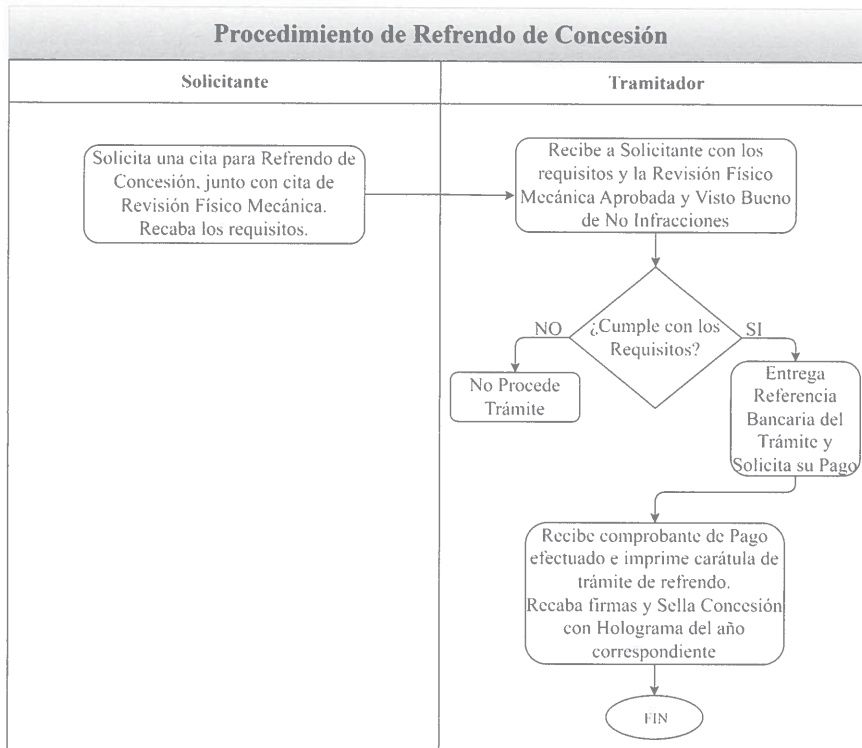 Procedimiento de Refrendo de Concesión
Solicitante
Tramitador
Solicita una cita para Refrendo de
Concesión, junto con cita de
Revisión Físico Mecánica.
Recaba los requisitos.
Recibe a Solicitante con los
requisitos y la Revisión Físico
Mecánica Aprobada y Visto Bueno
de No Infracciones
¿Cumple con los
Requisitos?
NO
SI
No Procede
Trámite
Entrega
Referencia
Bancaria del
Trámite y
Solicita su Pago
Recibe comprobante de Pago
efectuado e imprime carátula de
trámite de refrendo.
Recaba firmas y Sella Concesión
con Holograma del año
correspondiente
FIN